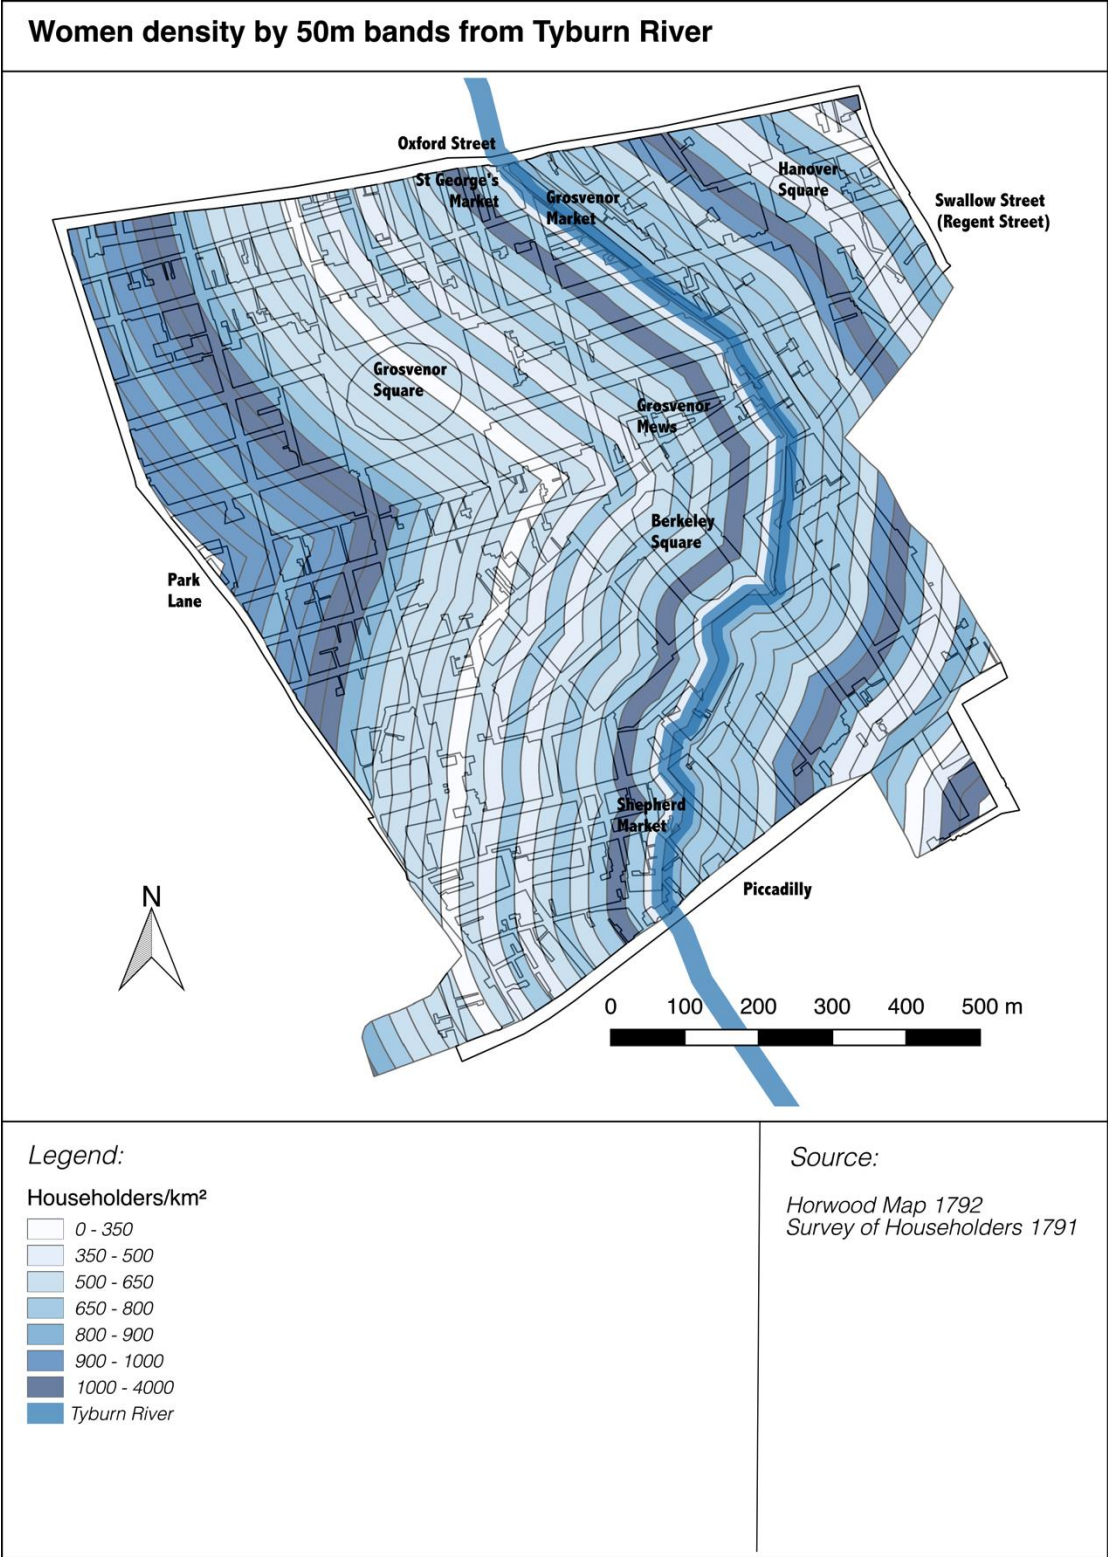 Women density by 50m bands from Tyburn River
Oxford Street
St George's
Market
Grosvenor
Market
Hanover
Square
Swallow Street
(Regent Street)
Grosvenor
Square
Grosvenor
Mews
Berkeley
Square
Park
Lane
Shepherd
Market
Piccadilly
N
0 100 200 300 400 500 m
Legend:
Householders/km²
0 - 350
350 - 500
500 - 650
650 - 800
800 - 900
900 - 1000
1000 - 4000
Tyburn River
Source:
Horwood Map 1792
Survey of Householders 1791